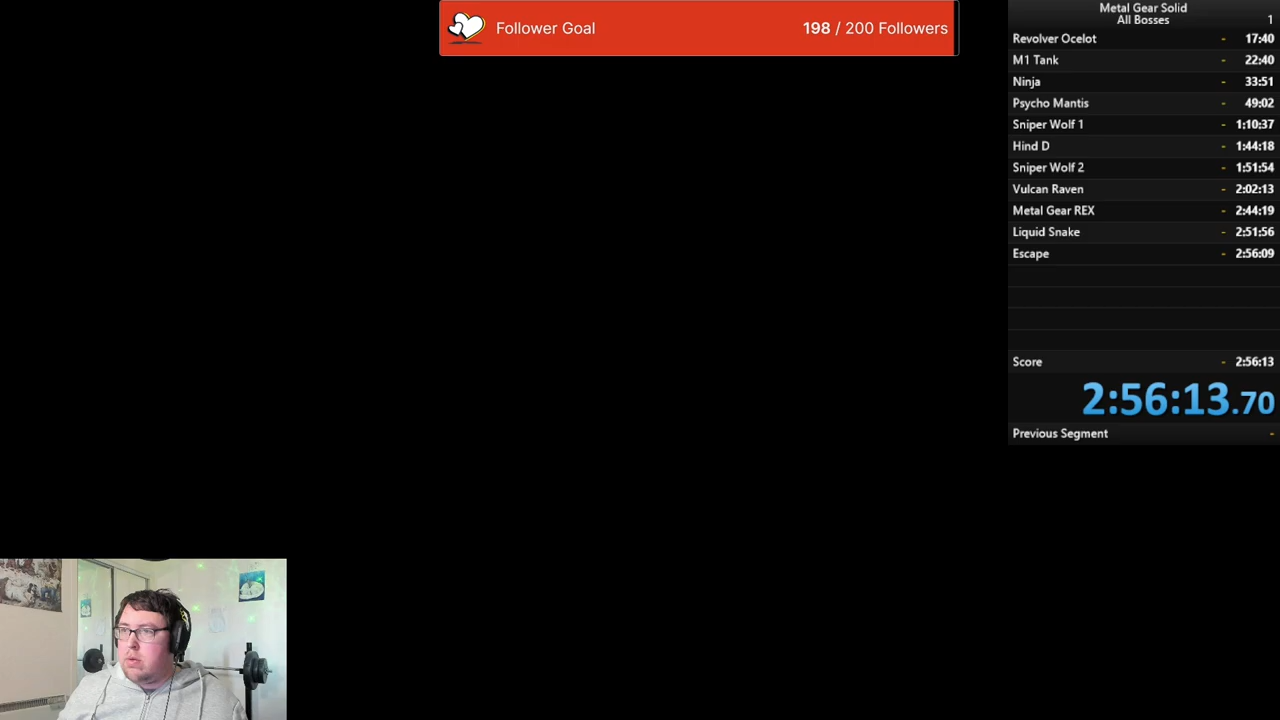 Follower Goal 198 / 200 Followers
Metal Gear Solid
All Bosses 1
Revolver Ocelot - 17:40
M1 Tank - 22:40
Ninja - 33:51
Psycho Mantis - 49:02
Sniper Wolf 1 - 1:10:37
Hind D - 1:44:18
Sniper Wolf 2 - 1:51:54
Vulcan Raven - 2:02:13
Metal Gear REX - 2:44:19
Liquid Snake - 2:51:56
Escape - 2:56:09
Score - 2:56:13
2:56:13.70
Previous Segment -